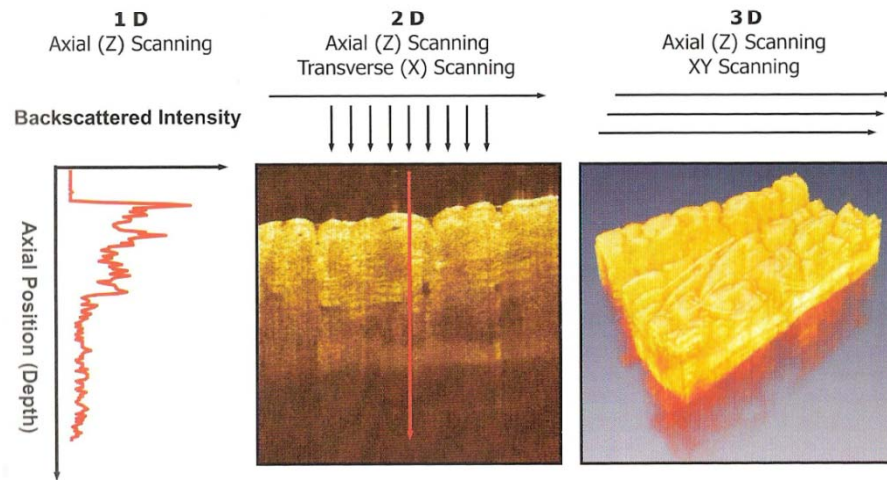 1 D
Axial (Z) Scanning
2 D
Axial (Z) Scanning
Transverse (X) Scanning
3 D
Axial (Z) Scanning
XY Scanning
Backscattered Intensity
Axial Position (Depth)